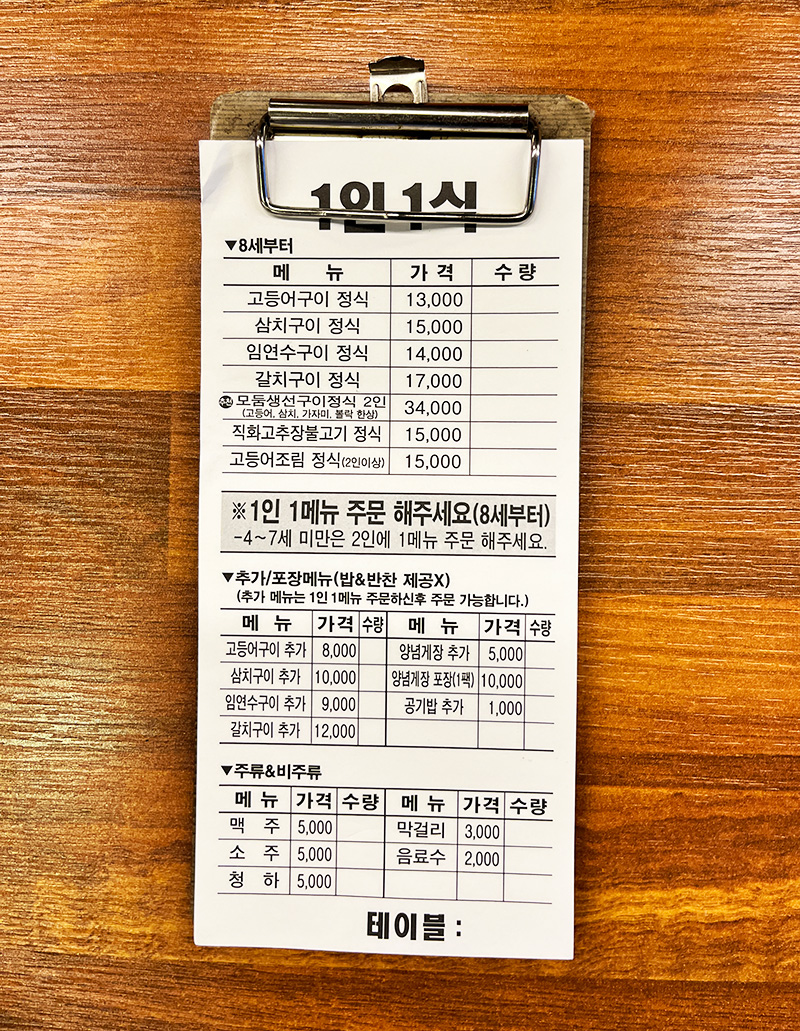 1인 1식
▼8세부터
메 뉴 가 격 수 량
고등어구이 정식 13,000
삼치구이 정식 15,000
임연수구이 정식 14,000
갈치구이 정식 17,000
추천 모둠생선구이정식 2인 34,000
(고등어, 삼치, 가자미, 볼락 한상)
직화고추장불고기 정식 15,000
고등어조림 정식(2인이상) 15,000
※1인 1메뉴 주문 해주세요(8세부터)
-4~7세 미만은 2인에 1메뉴 주문 해주세요.
▼추가/포장메뉴(밥&반찬 제공X)
(추가 메뉴는 1인 1메뉴 주문하신후 주문 가능합니다.)
메 뉴 가격 수량 메 뉴 가격 수량
고등어구이 추가 8,000 양념게장 추가 5,000
삼치구이 추가 10,000 양념게장 포장(1팩) 10,000
임연수구이 추가 9,000 공기밥 추가 1,000
갈치구이 추가 12,000
▼주류&비주류
메 뉴 가격 수량 메 뉴 가격 수량
맥 주 5,000 막걸리 3,000
소 주 5,000 음료수 2,000
청 하 5,000
테이블 :